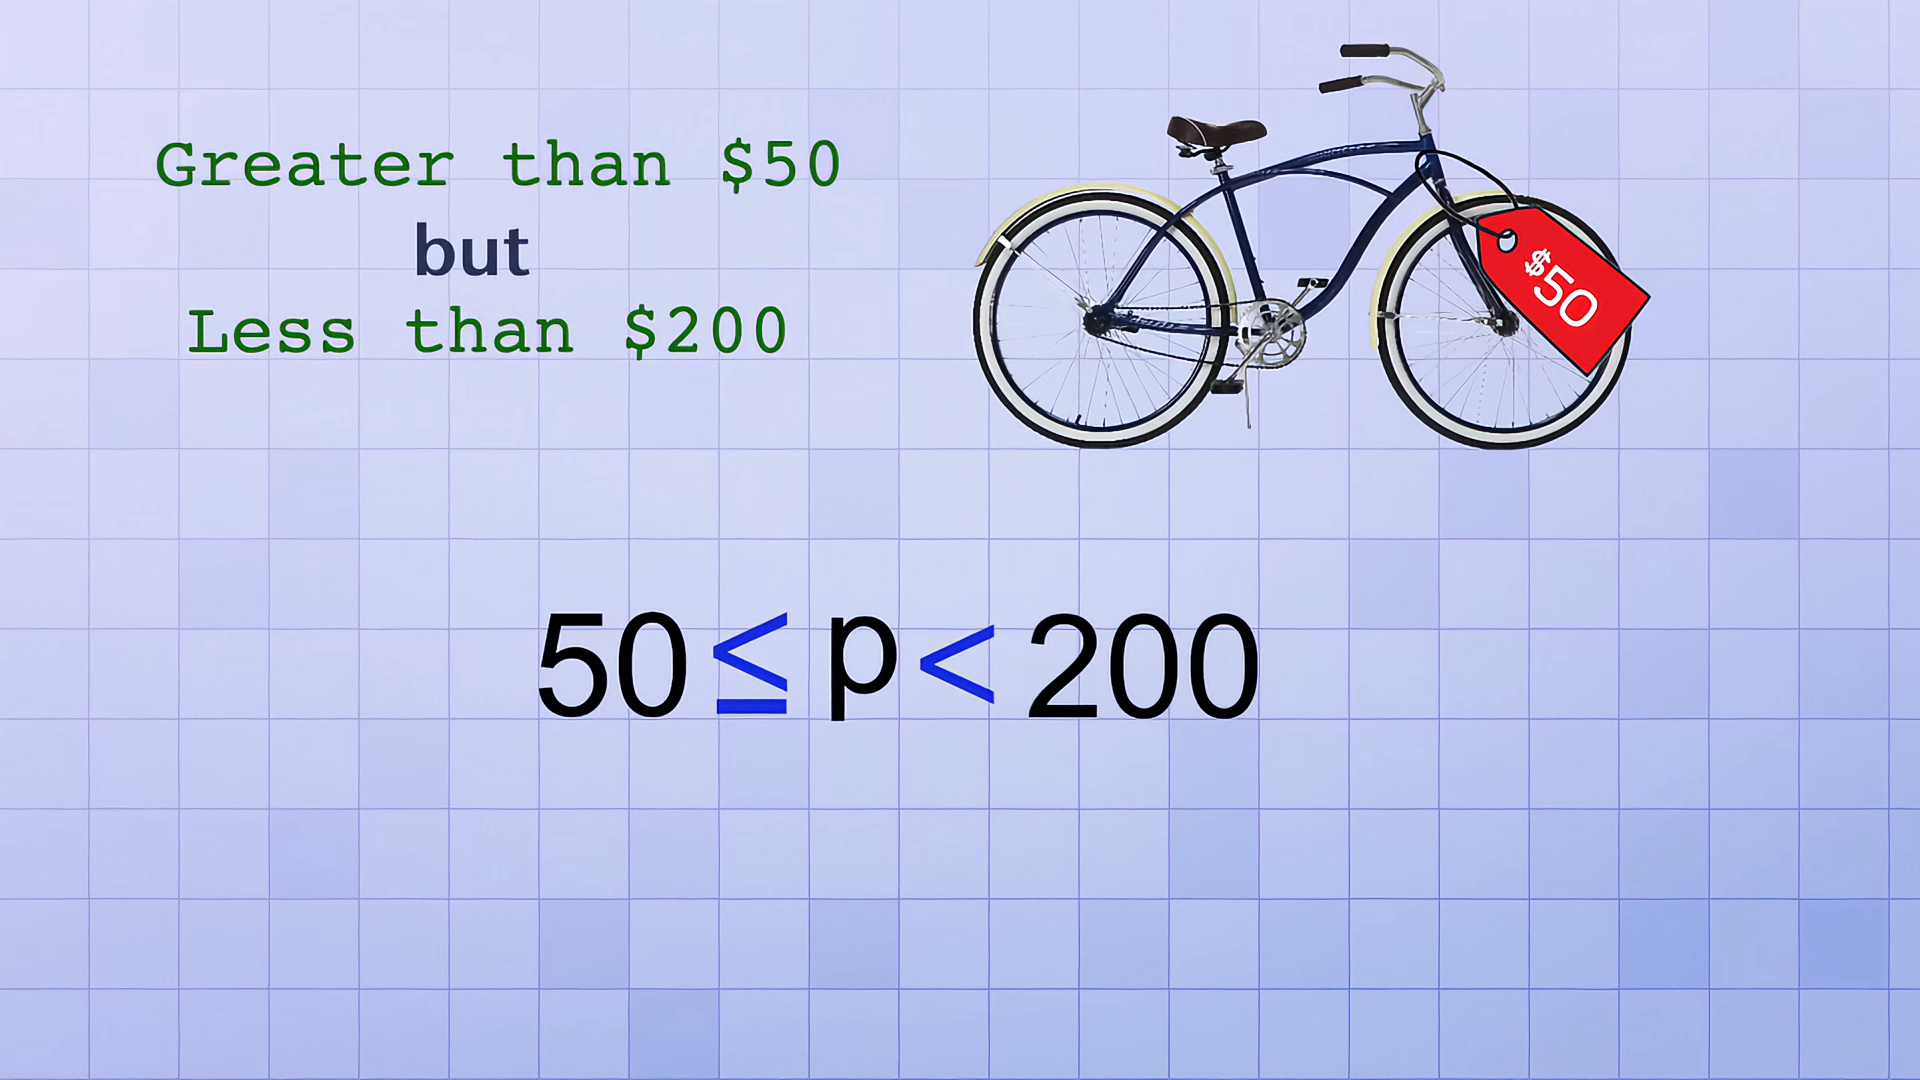 Greater than $50
but
Less than $200
$50
50 ≤ p < 200